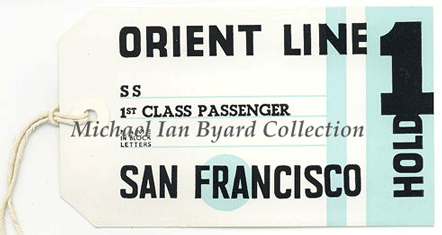 ORIENT LINE
SS
1ST CLASS PASSENGER
Michael Ian Byard Collection
IN BLOCK
LETTERS
SAN FRANCISCO
1
HOLD